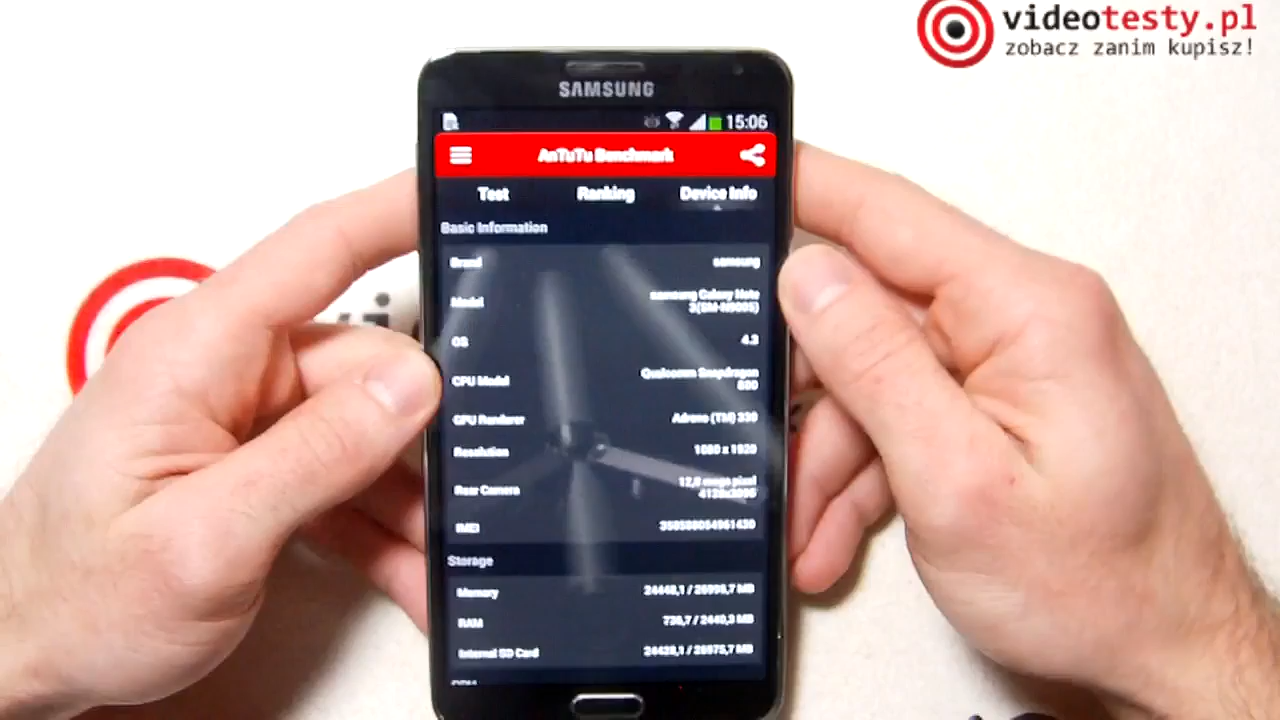 videotesty.pl
zobacz zanim kupisz!
SAMSUNG
15:06
AnTuTu Benchmark
Test Ranking Device Info
Basic Information
Brand samsung
Model samsung Galaxy Note
3(SM-N9005)
OS 4.3
CPU Model Qualcomm Snapdragon
800
GPU Renderer Adreno (TM) 330
Resolution 1080 x 1920
Rear Camera 12,8 mega pixel
IMEI
Storage
Memory
RAM
Internal SD Card